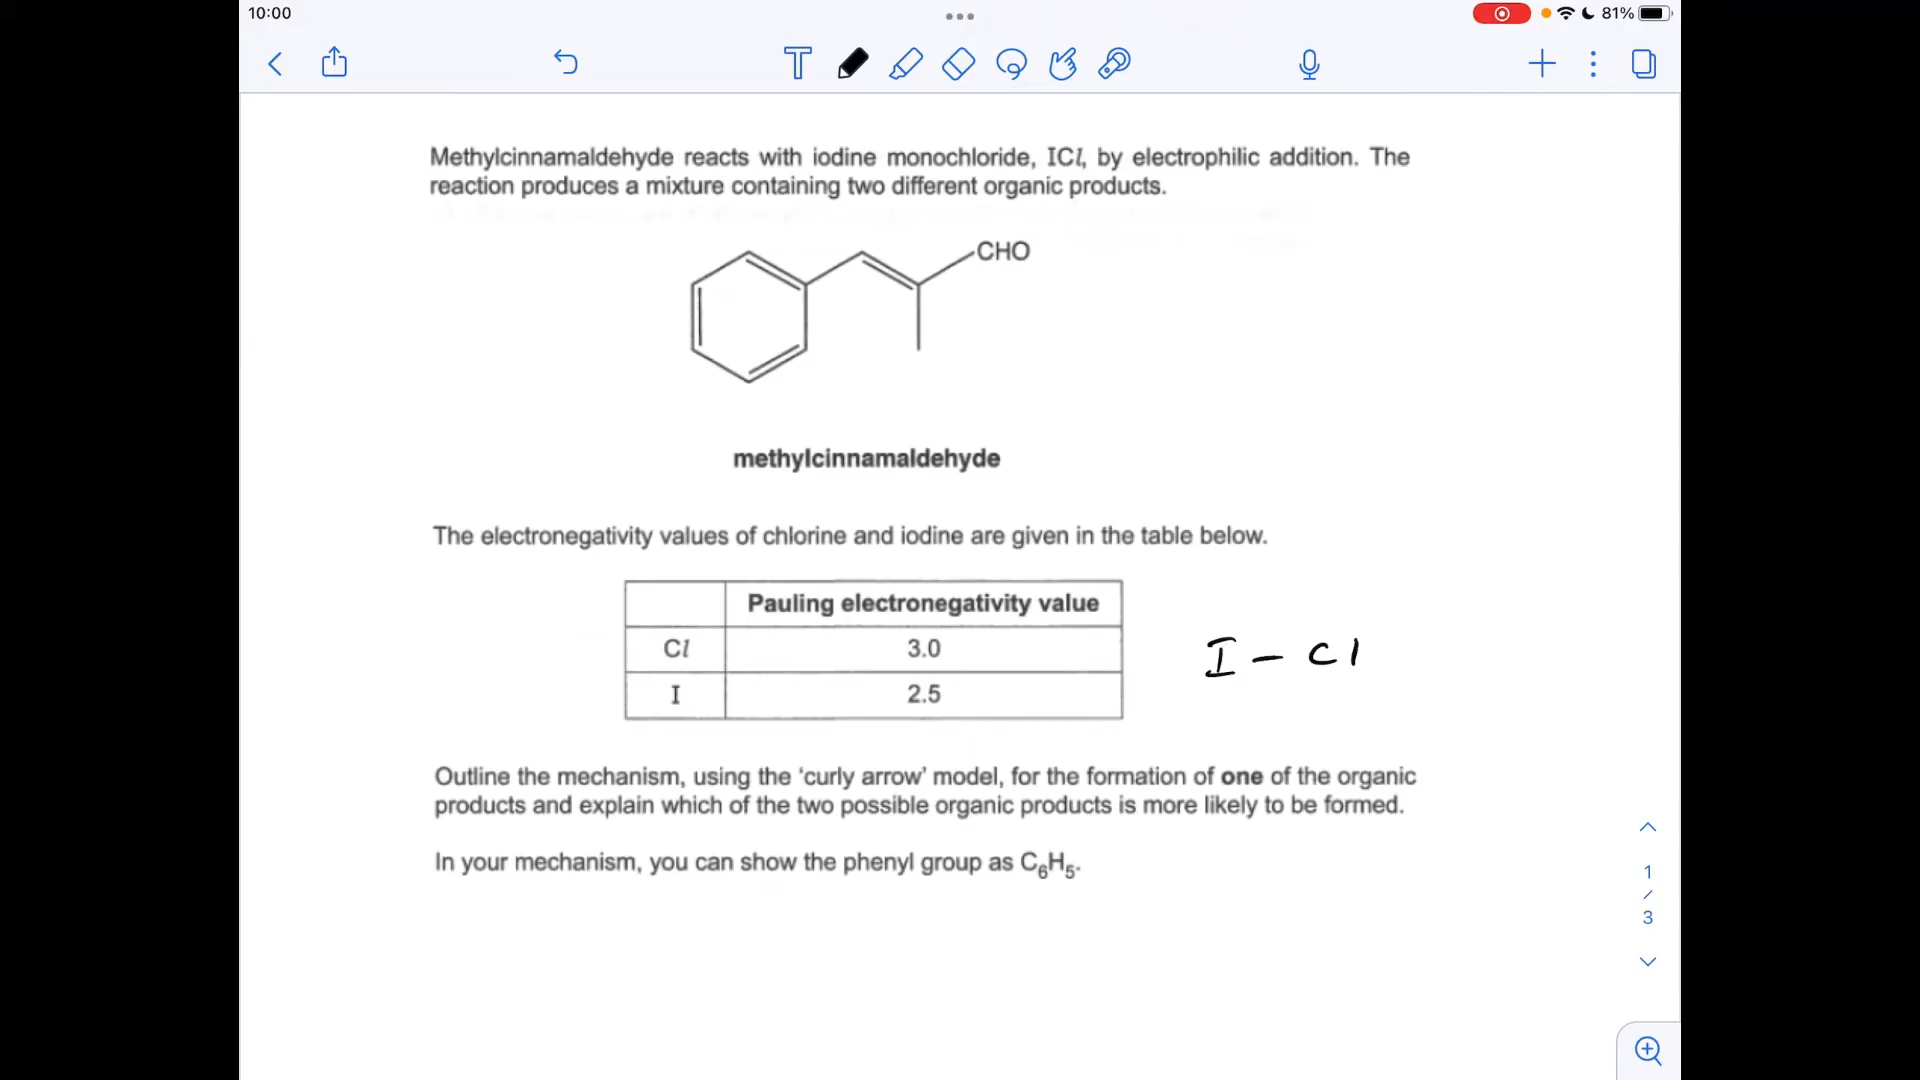 10:00
81%
T
Methylcinnamaldehyde reacts with iodine monochloride, ICl, by electrophilic addition. The
reaction produces a mixture containing two different organic products.
CHO
methylcinnamaldehyde
The electronegativity values of chlorine and iodine are given in the table below.
Pauling electronegativity value
Cl 3.0
I – Cl
I 2.5
Outline the mechanism, using the ‘curly arrow’ model, for the formation of one of the organic
products and explain which of the two possible organic products is more likely to be formed.
In your mechanism, you can show the phenyl group as C₆H₅.
1
/
3